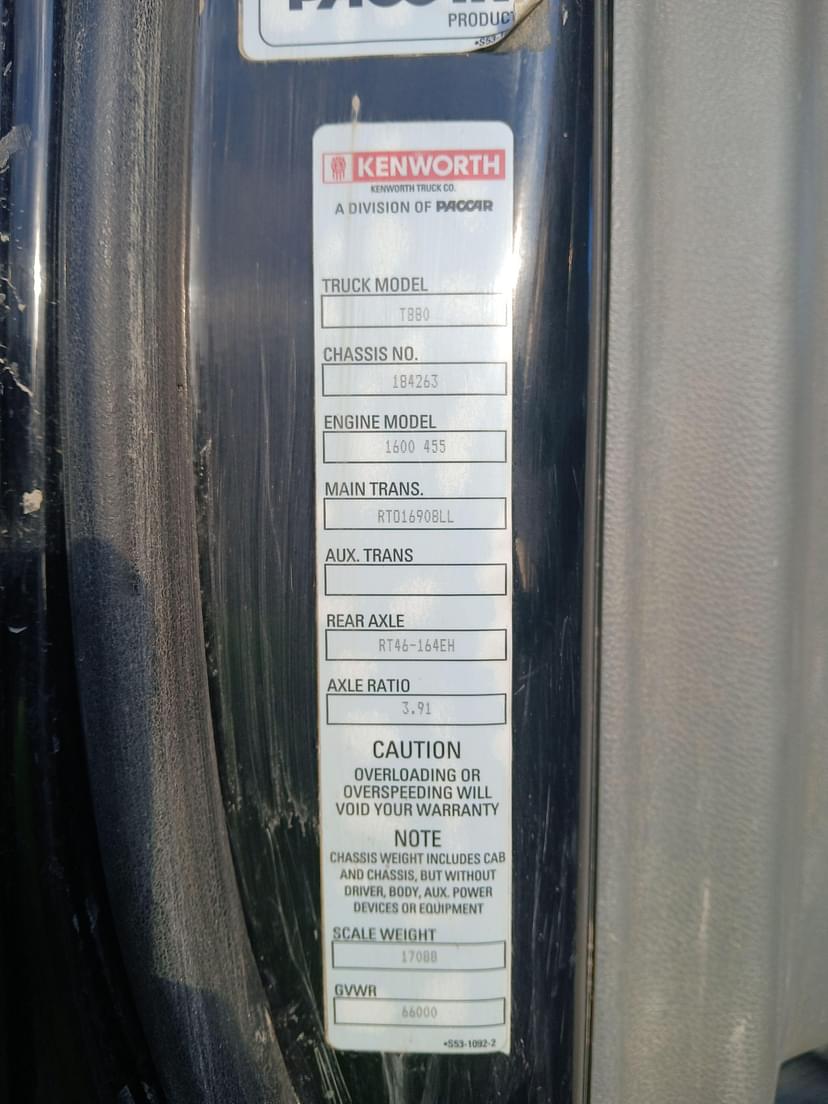 PRODUCT
KENWORTH
KENWORTH TRUCK CO.
A DIVISION OF PACCAR
TRUCK MODEL
T880
CHASSIS NO.
184263
ENGINE MODEL
1600 455
MAIN TRANS.
RTO16908LL
AUX. TRANS
REAR AXLE
RT46-164EH
AXLE RATIO
3.91
CAUTION
OVERLOADING OR
OVERSPEEDING WILL
VOID YOUR WARRANTY
NOTE
CHASSIS WEIGHT INCLUDES CAB
AND CHASSIS, BUT WITHOUT
DRIVER, BODY, AUX. POWER
DEVICES OR EQUIPMENT
SCALE WEIGHT
17088
GVWR
66000
•S53-1092-2